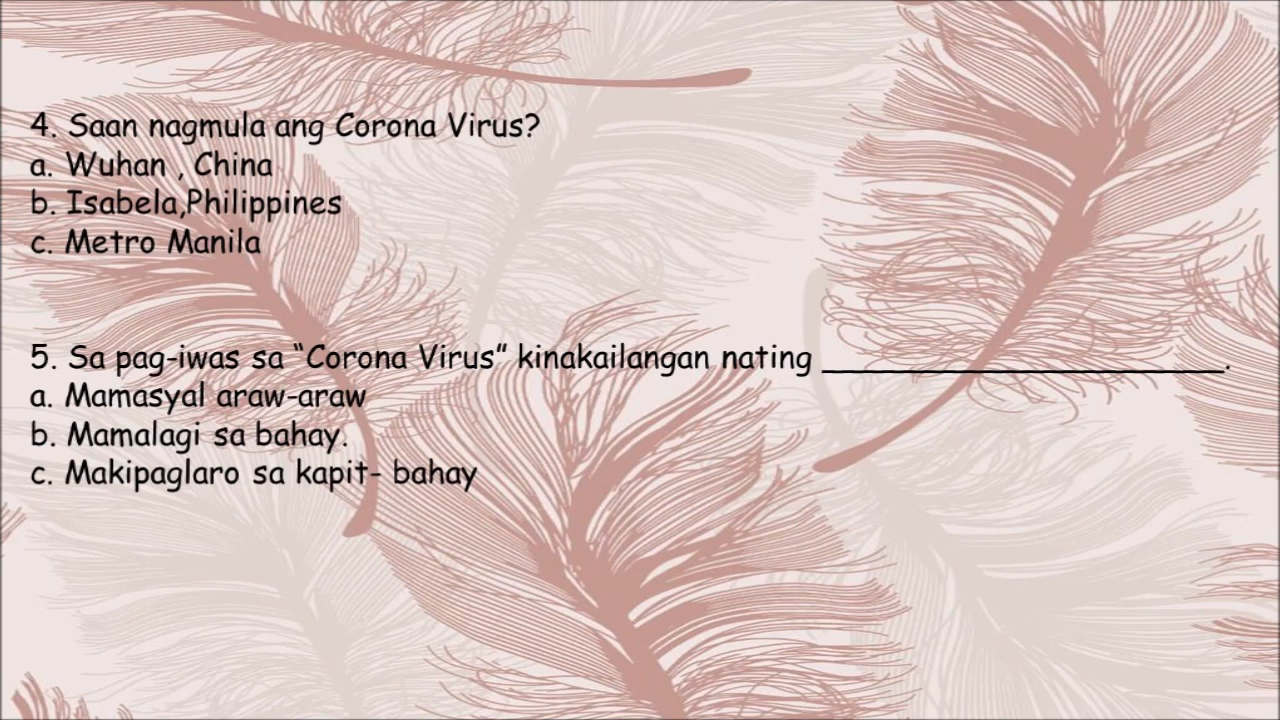 4. Saan nagmula ang Corona Virus?
a. Wuhan , China
b. Isabela,Philippines
c. Metro Manila
5. Sa pag-iwas sa “Corona Virus” kinakailangan nating ______________________.
a. Mamasyal araw-araw
b. Mamalagi sa bahay.
c. Makipaglaro sa kapit- bahay